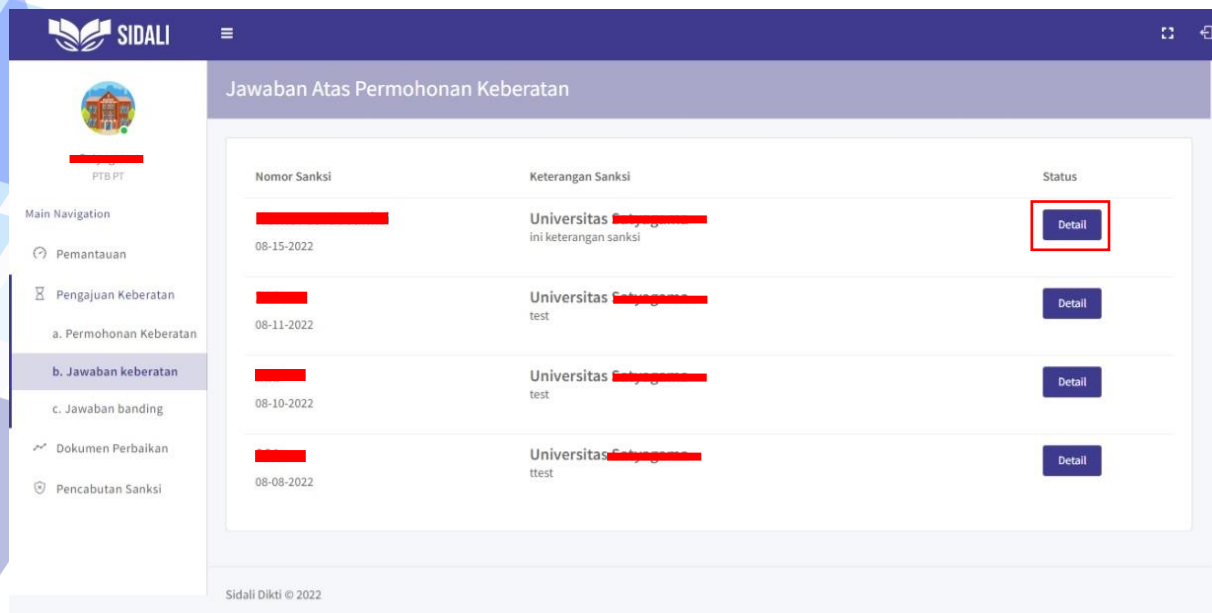 SIDALI
Jawaban Atas Permohonan Keberatan
PTB PT
Main Navigation
Pemantauan
Pengajuan Keberatan
a. Permohonan Keberatan
b. Jawaban keberatan
c. Jawaban banding
Dokumen Perbaikan
Pencabutan Sanksi
Nomor Sanksi Keterangan Sanksi Status
Universitas Detail
ini keterangan sanksi
08-15-2022
Universitas Detail
test
08-11-2022
Universitas Detail
test
08-10-2022
Universitas Detail
ttest
08-08-2022
Sidali Dikti © 2022